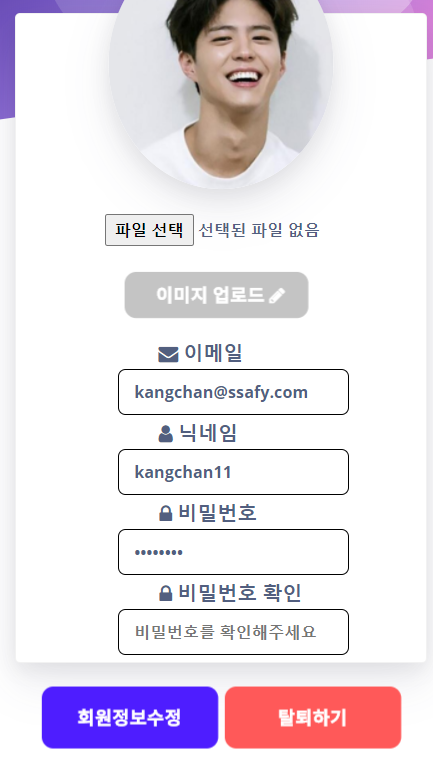 파일 선택 선택된 파일 없음
이미지 업로드
이메일
kangchan@ssafy.com
닉네임
kangchan11
비밀번호
••••••••
비밀번호 확인
비밀번호를 확인해주세요
회원정보수정 탈퇴하기